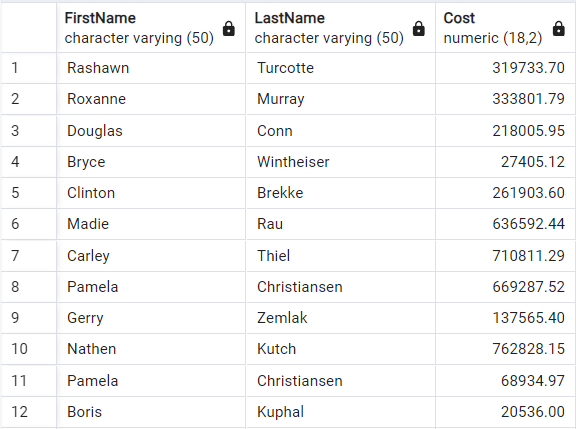 FirstName LastName Cost
character varying (50) character varying (50) numeric (18,2)
1 Rashawn Turcotte 319733.70
2 Roxanne Murray 333801.79
3 Douglas Conn 218005.95
4 Bryce Wintheiser 27405.12
5 Clinton Brekke 261903.60
6 Madie Rau 636592.44
7 Carley Thiel 710811.29
8 Pamela Christiansen 669287.52
9 Gerry Zemlak 137565.40
10 Nathen Kutch 762828.15
11 Pamela Christiansen 68934.97
12 Boris Kuphal 20536.00